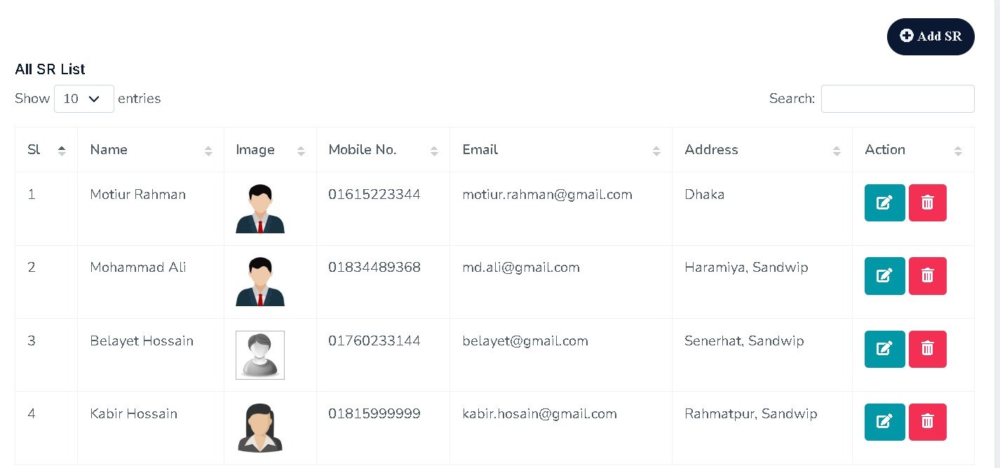 Add SR
All SR List
Show 10 entries Search:
Sl Name Image Mobile No. Email Address Action
1 Motiur Rahman 01615223344 motiur.rahman@gmail.com Dhaka
2 Mohammad Ali 01834489368 md.ali@gmail.com Haramiya, Sandwip
3 Belayet Hossain 01760233144 belayet@gmail.com Senerhat, Sandwip
4 Kabir Hossain 01815999999 kabir.hosain@gmail.com Rahmatpur, Sandwip